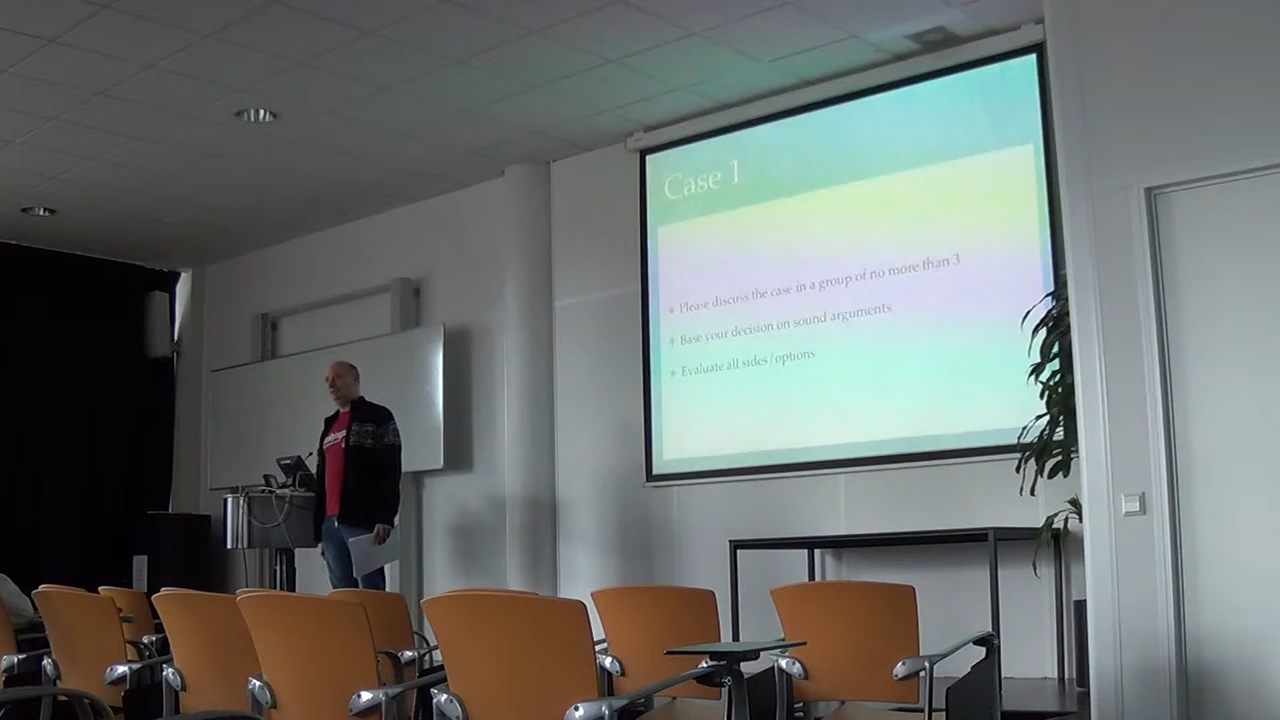 Case 1
Please discuss the case in a group of no more than 3
Base your decision on sound arguments
Evaluate all sides/options